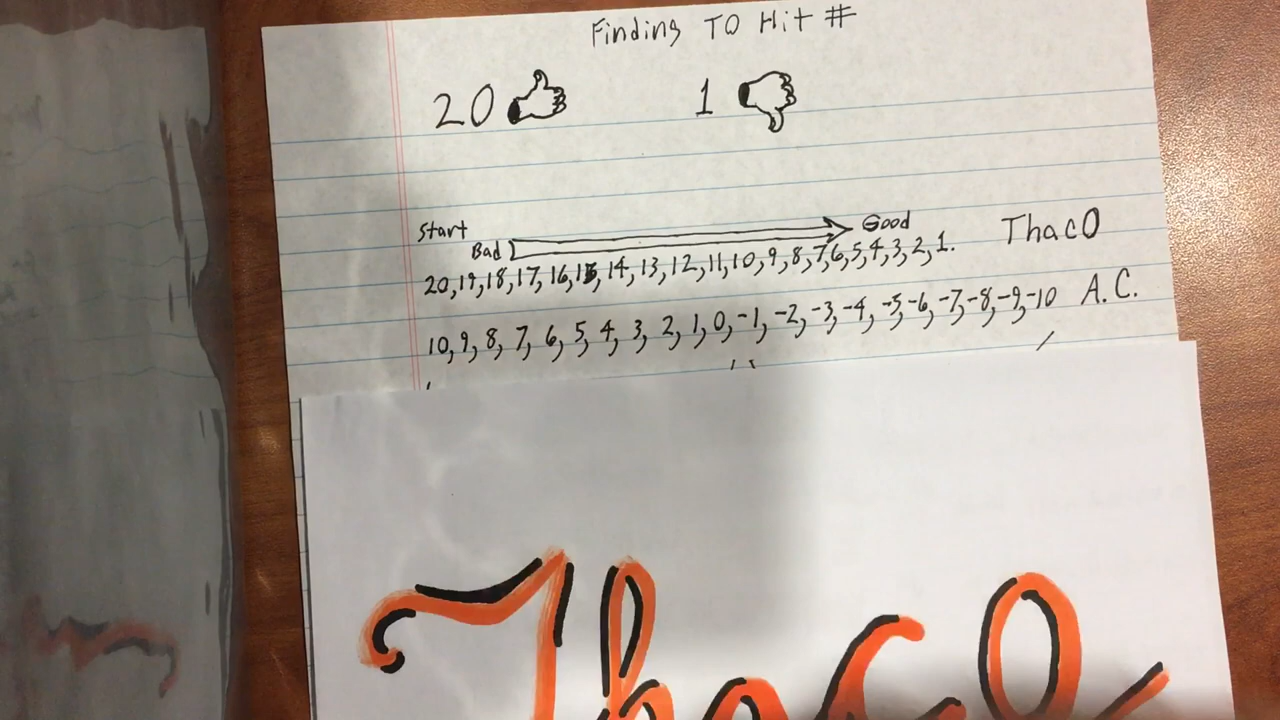 Finding TO Hit #
20 1
Start
Bad Good
20, 19, 18, 17, 16, 15, 14, 13, 12, 11, 10, 9, 8, 7, 6, 5, 4, 3, 2, 1. Thac0
10, 9, 8, 7, 6, 5, 4, 3, 2, 1, 0, -1, -2, -3, -4, -5, -6, -7, -8, -9, -10 A.C.
Thac0